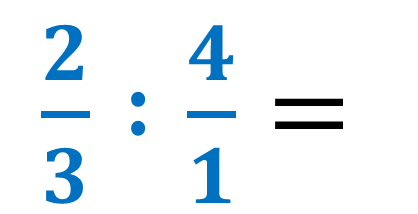 2/3 : 4/1 =